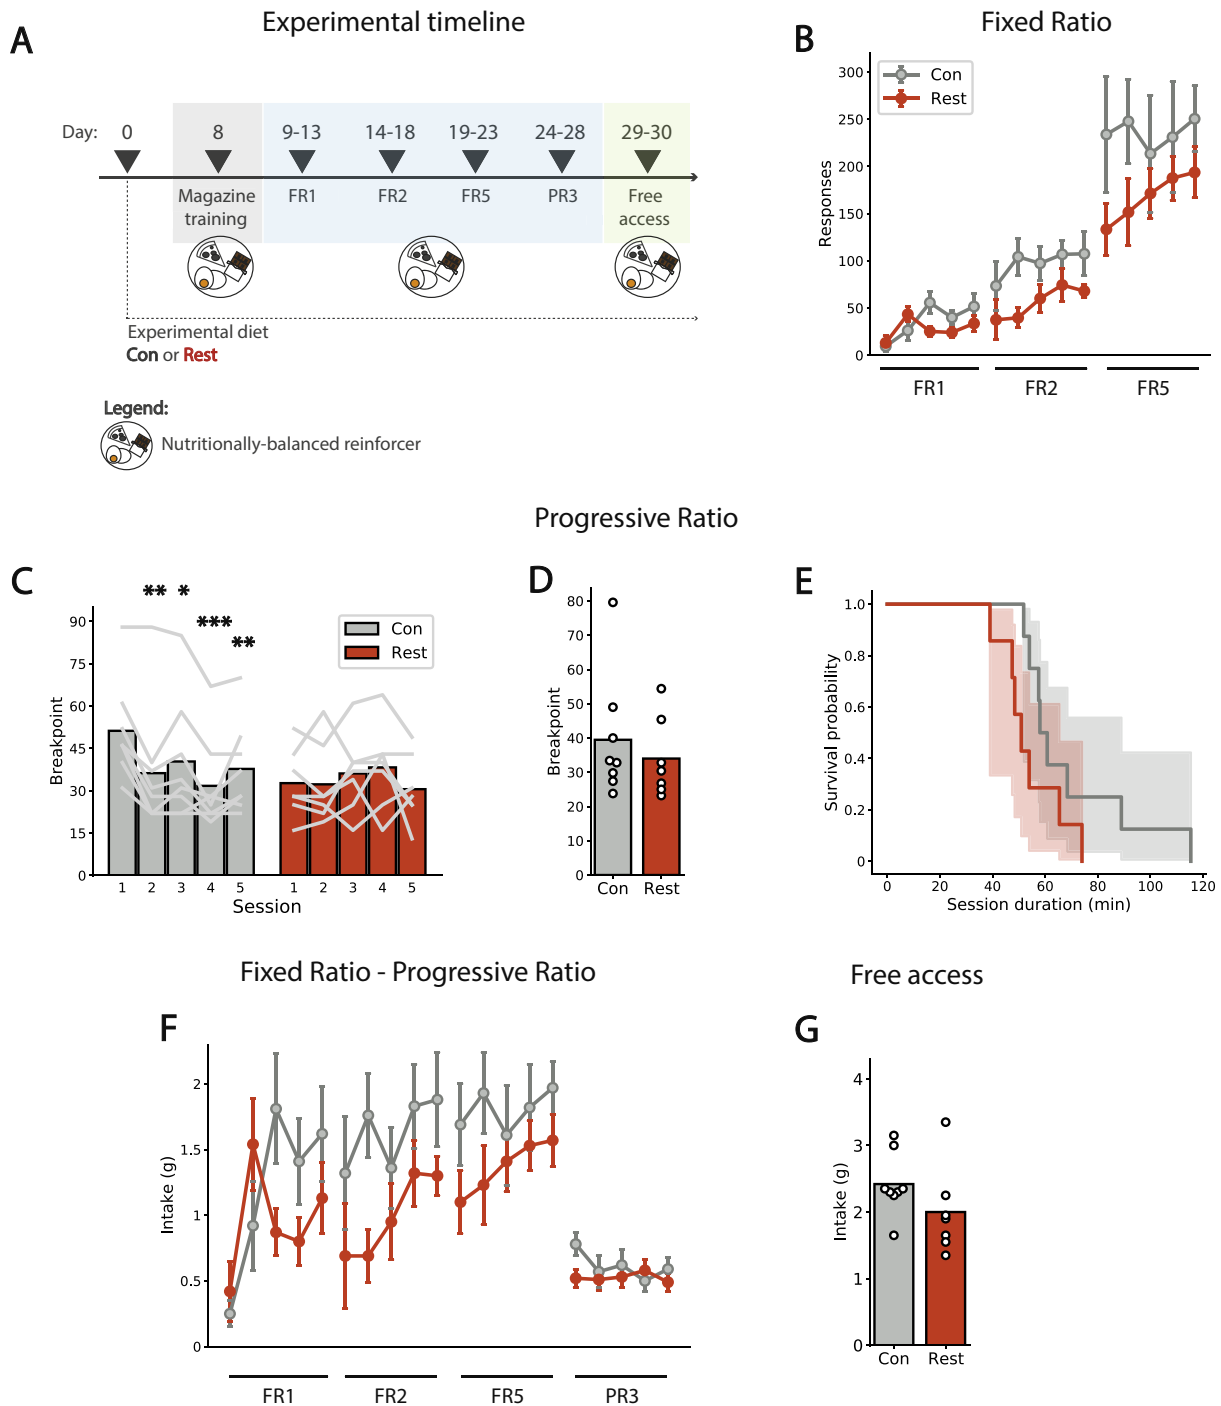 Experimental timeline
A
Day: 0 8 9-13 14-18 19-23 24-28 29-30
Magazine training
FR1 FR2 FR5 PR3
Free access
Experimental diet
Con or Rest
Legend:
Nutritionally-balanced reinforcer
Fixed Ratio
B
Con
Rest
Responses
300
250
200
150
100
50
0
FR1 FR2 FR5
Progressive Ratio
C
** * *** **
Con
Rest
Breakpoint
90
75
60
45
30
15
0
1 2 3 4 5 1 2 3 4 5
Session
D
Breakpoint
80
70
60
50
40
30
20
10
0
Con Rest
E
Survival probability
1.0
0.8
0.6
0.4
0.2
0
0 20 40 60 80 100 120
Session duration (min)
Fixed Ratio - Progressive Ratio
F
Intake (g)
2
1.5
1
0.5
0
FR1 FR2 FR5 PR3
Free access
G
Intake (g)
4
3
2
1
0
Con Rest